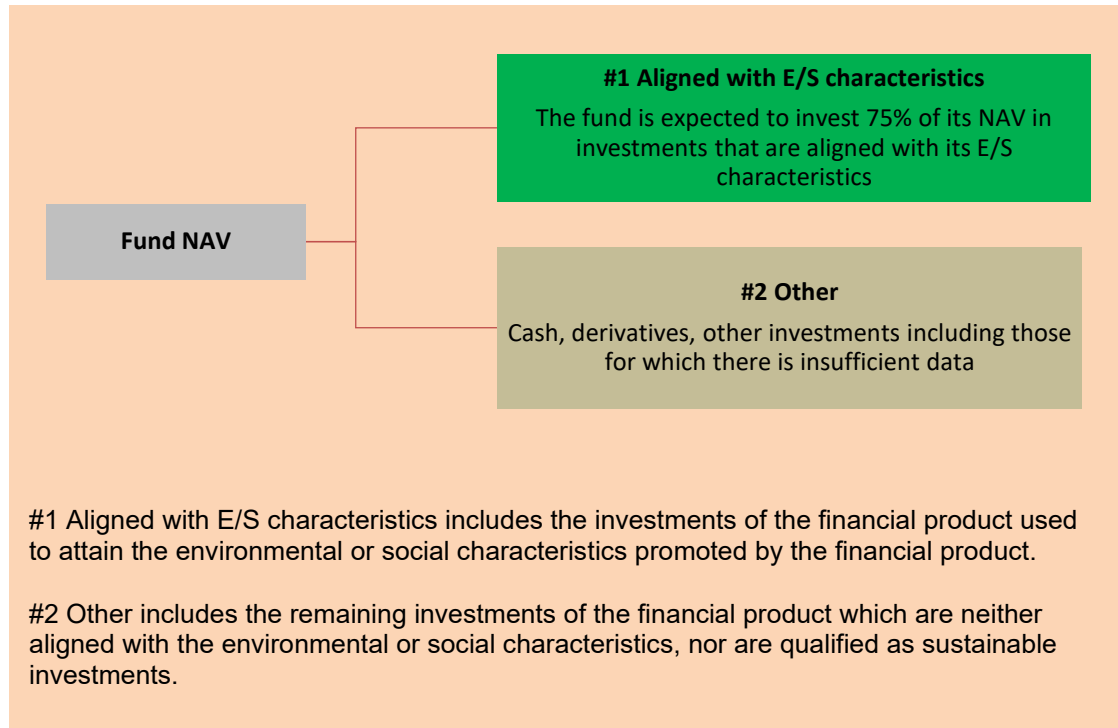 #1 Aligned with E/S characteristics
The fund is expected to invest 75% of its NAV in
investments that are aligned with its E/S
characteristics
Fund NAV
#2 Other
Cash, derivatives, other investments including those
for which there is insufficient data
#1 Aligned with E/S characteristics includes the investments of the financial product used
to attain the environmental or social characteristics promoted by the financial product.
#2 Other includes the remaining investments of the financial product which are neither
aligned with the environmental or social characteristics, nor are qualified as sustainable
investments.